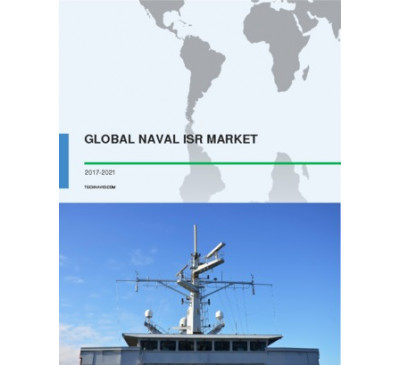 GLOBAL NAVAL ISR MARKET
2017-2021
TECHNAVIO.COM